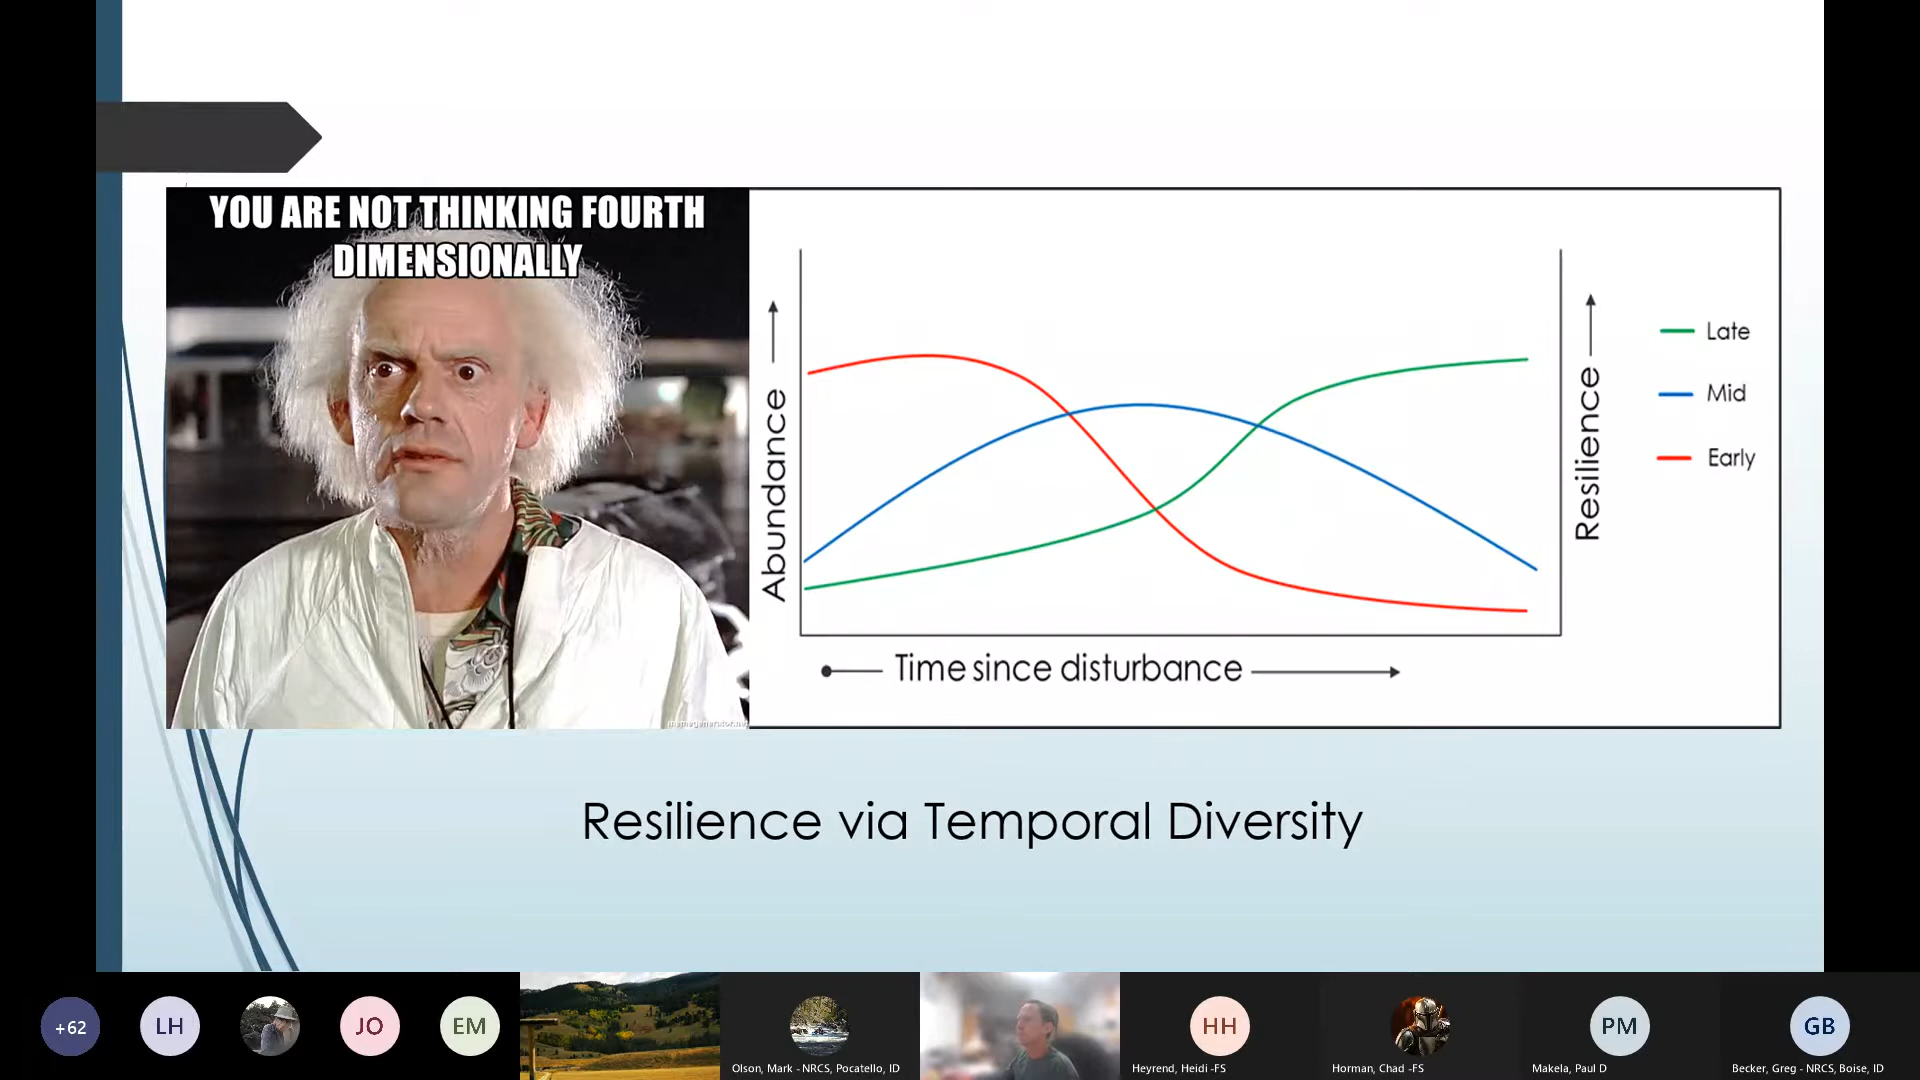 YOU ARE NOT THINKING FOURTH
DIMENSIONALLY
memegenerator.net
Abundance
Resilience
Late
Mid
Early
Time since disturbance
Resilience via Temporal Diversity
+62
LH
JO
EM
Olson, Mark - NRCS, Pocatello, ID
HH
Heyrend, Heidi -FS
Horman, Chad -FS
PM
Makela, Paul D
GB
Becker, Greg - NRCS, Boise, ID